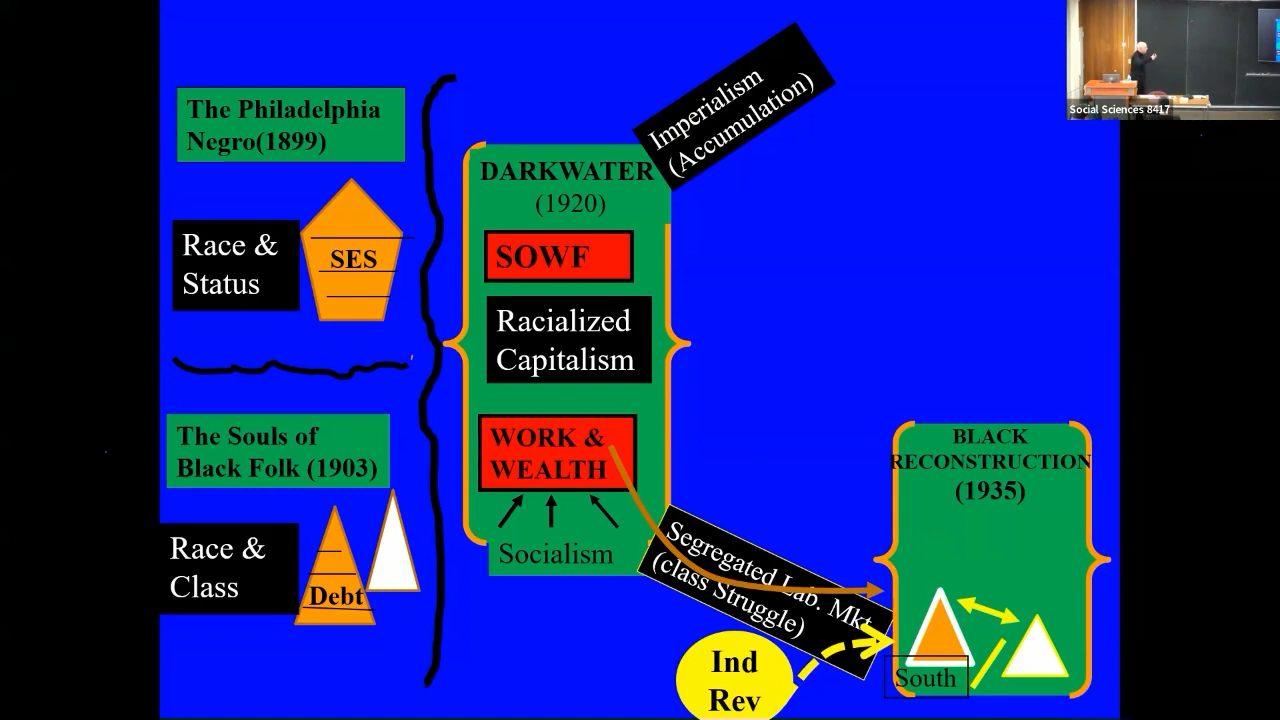 The Philadelphia
Negro(1899)
Race &
Status
SES
The Souls of
Black Folk (1903)
Race &
Class
Debt
DARKWATER
(1920)
SOWF
Racialized
Capitalism
WORK &
WEALTH
Socialism
Imperialism
(Accumulation)
Segregated Lab. Mkt
(class Struggle)
Ind
Rev
BLACK
RECONSTRUCTION
(1935)
South
Social Sciences 8417